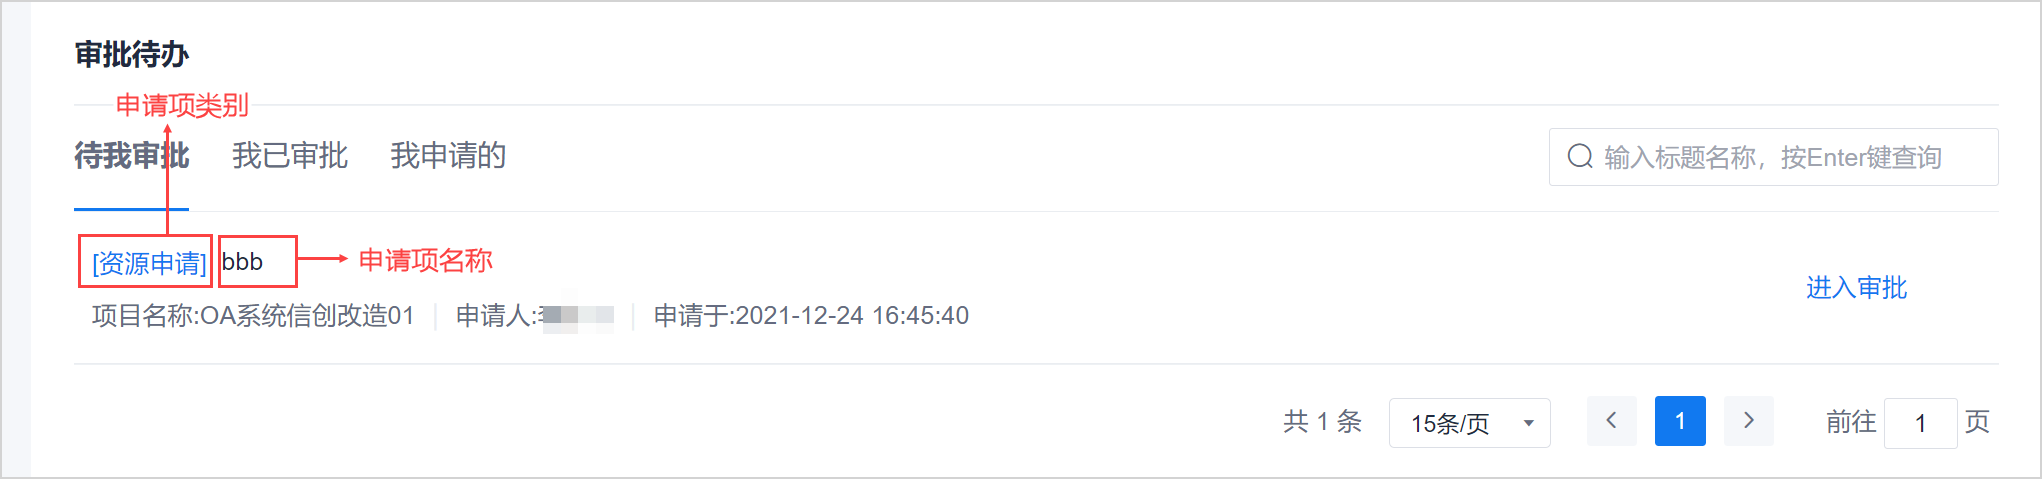 审批待办
申请项类别
待我审批 我已审批 我申请的
输入标题名称，按Enter键查询
[资源申请] bbb 申请项名称
进入审批
项目名称:OA系统信创改造01 申请人: 申请于:2021-12-24 16:45:40
共 1 条 15条/页 1 前往 1 页